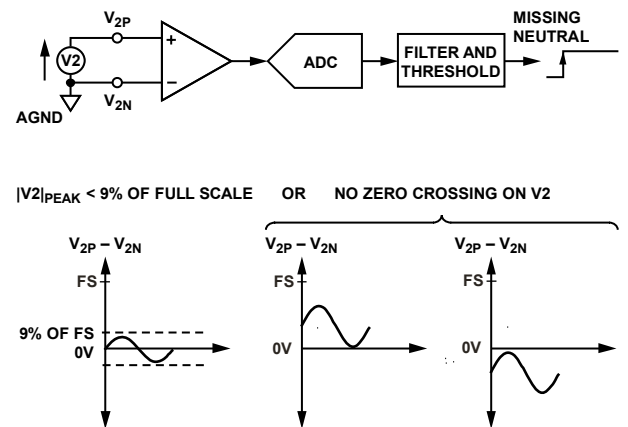 V2P
V2
V2N
AGND
+
−
ADC
FILTER AND
THRESHOLD
MISSING
NEUTRAL
|V2|PEAK < 9% OF FULL SCALE OR NO ZERO CROSSING ON V2
V2P – V2N
FS
9% OF FS
0V
V2P – V2N
FS
0V
V2P – V2N
FS
0V